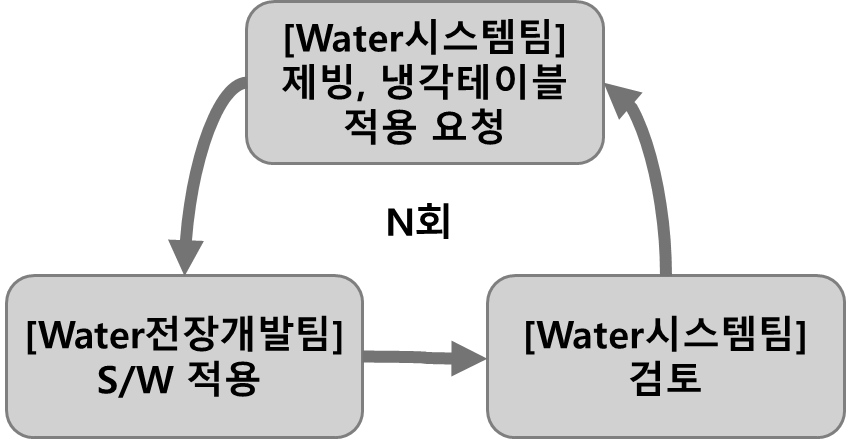 [Water시스템팀]
제빙, 냉각테이블
적용 요청
N회
[Water전장개발팀]
S/W 적용
[Water시스템팀]
검토